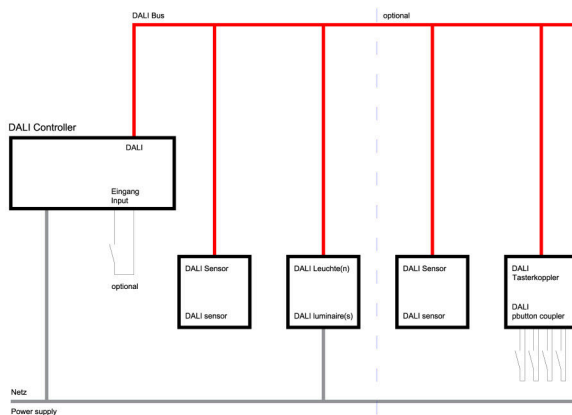 DALI Bus
optional
DALI Controller
DALI
Eingang
Input
optional
DALI Sensor
DALI sensor
DALI Leuchte(n)
DALI luminaire(s)
DALI Sensor
DALI sensor
DALI
Tasterkoppler
DALI
pbutton coupler
Netz
Power supply